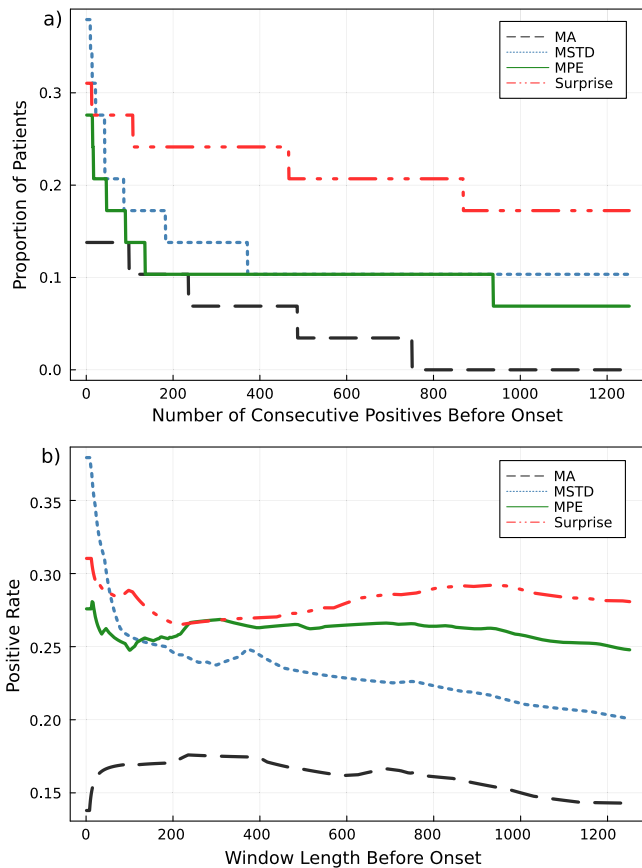 a)
MA
MSTD
MPE
Surprise
Proportion of Patients
0.3
0.2
0.1
0.0
0 200 400 600 800 1000 1200
Number of Consecutive Positives Before Onset
b)
MA
MSTD
MPE
Surprise
Positive Rate
0.35
0.30
0.25
0.20
0.15
0 200 400 600 800 1000 1200
Window Length Before Onset